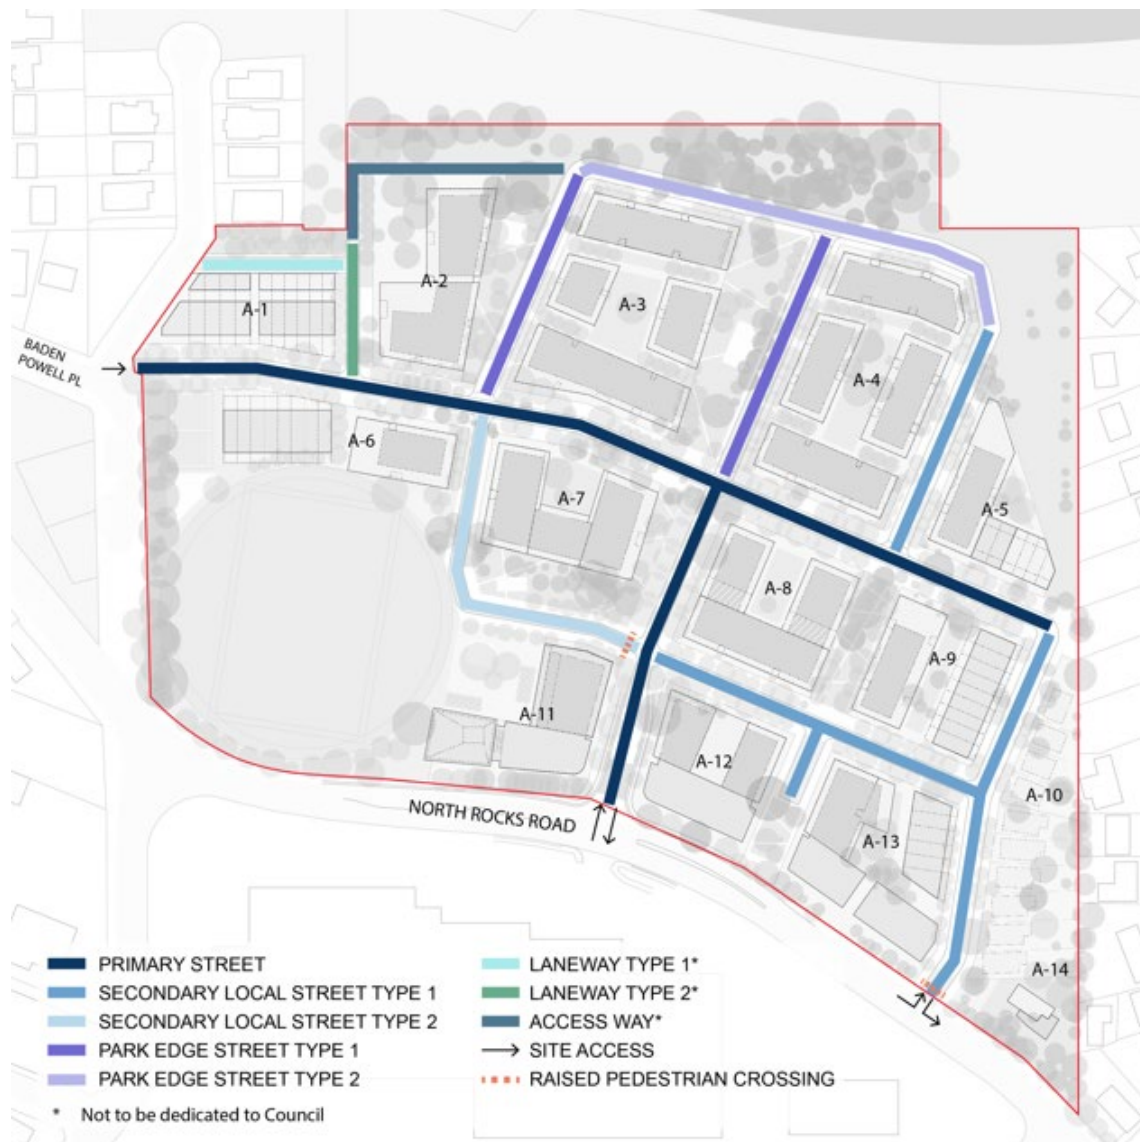 A-1
A-2
A-3
A-4
BADEN
POWELL PL
A-6
A-7
A-5
A-8
A-9
A-11
A-12
A-10
NORTH ROCKS ROAD
A-13
A-14
PRIMARY STREET
SECONDARY LOCAL STREET TYPE 1
SECONDARY LOCAL STREET TYPE 2
PARK EDGE STREET TYPE 1
PARK EDGE STREET TYPE 2
* Not to be dedicated to Council
LANEWAY TYPE 1*
LANEWAY TYPE 2*
ACCESS WAY*
SITE ACCESS
RAISED PEDESTRIAN CROSSING